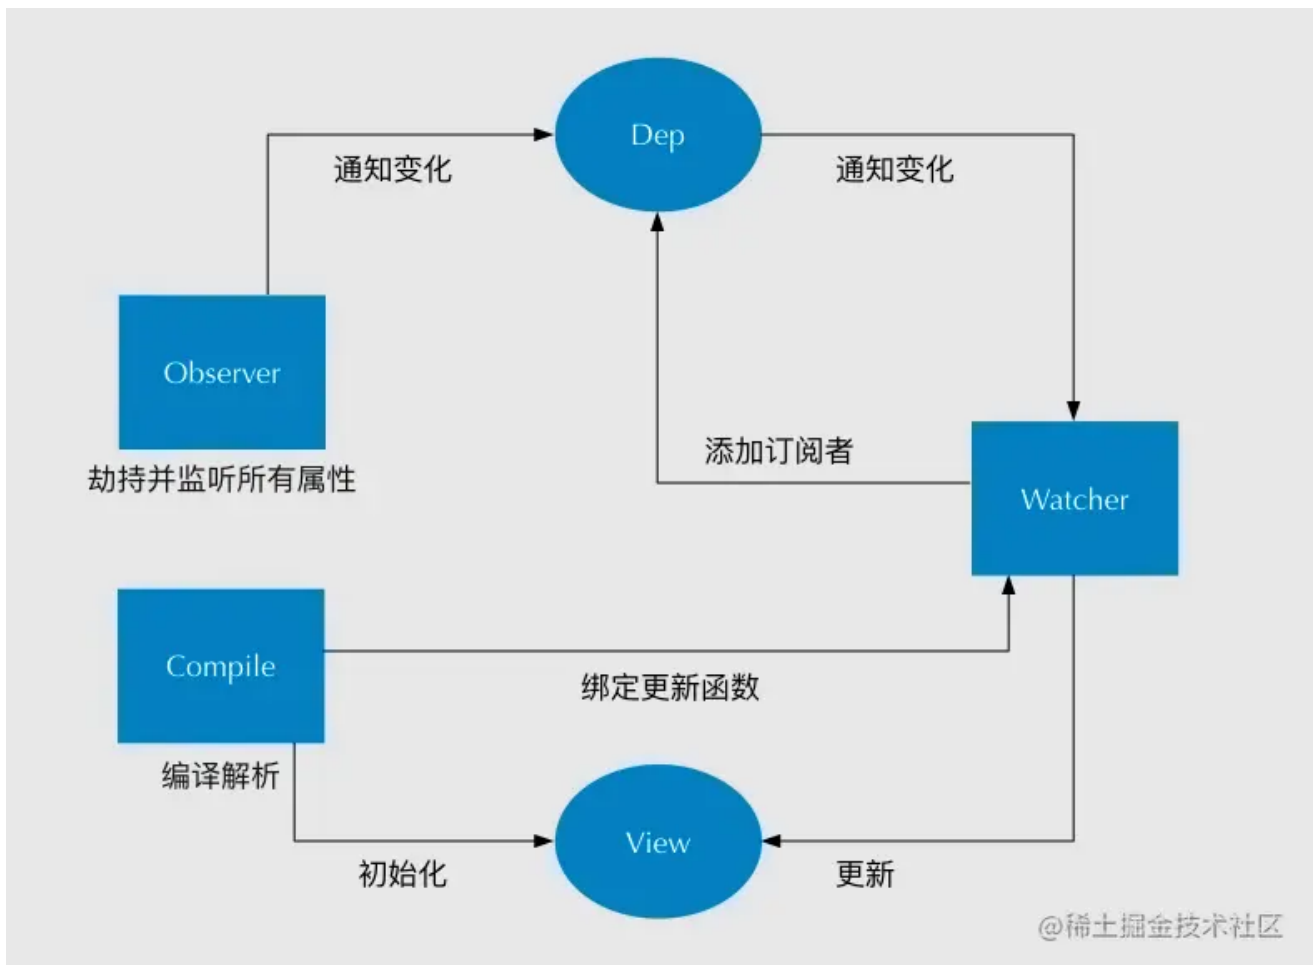 Dep
通知变化
通知变化
Observer
劫持并监听所有属性
添加订阅者
Watcher
Compile
绑定更新函数
编译解析
View
初始化
更新
@稀土掘金技术社区